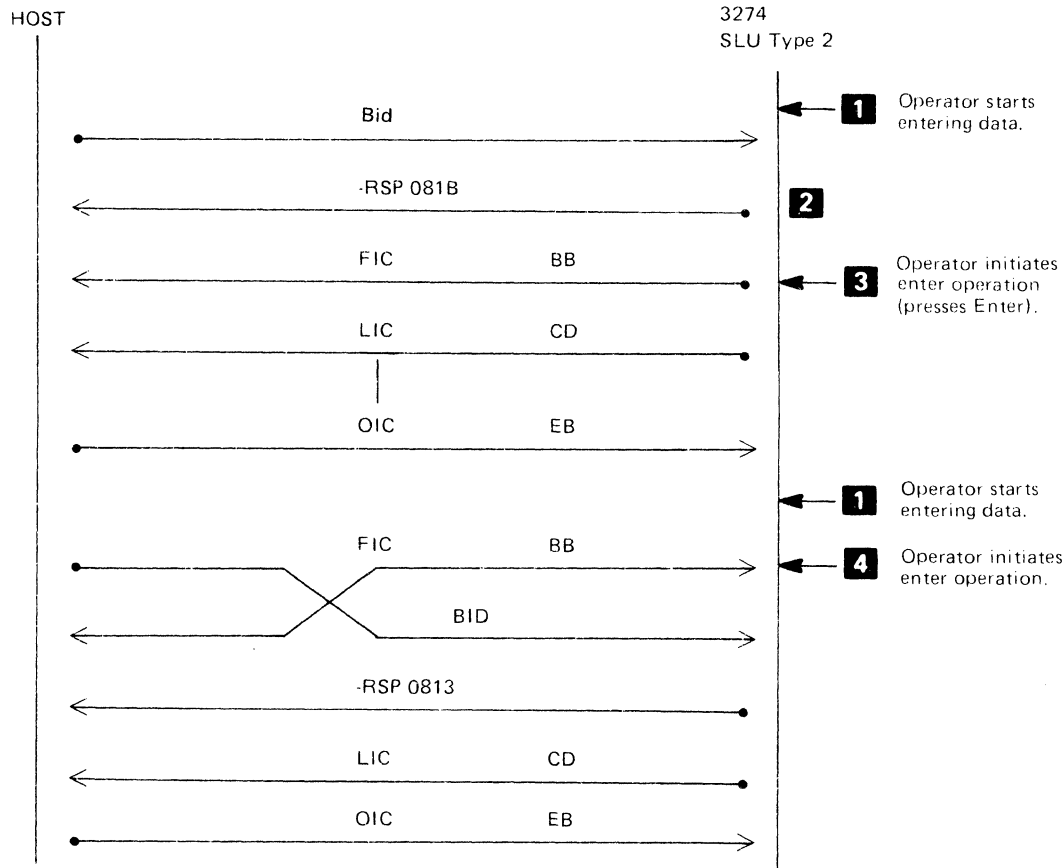 HOST
3274
SLU Type 2
Bid
1 Operator starts
entering data.
-RSP 081B
2
FIC BB
3 Operator initiates
enter operation
(presses Enter).
LIC CD
OIC EB
1 Operator starts
entering data.
FIC BB
4 Operator initiates
enter operation.
BID
-RSP 0813
LIC CD
OIC EB